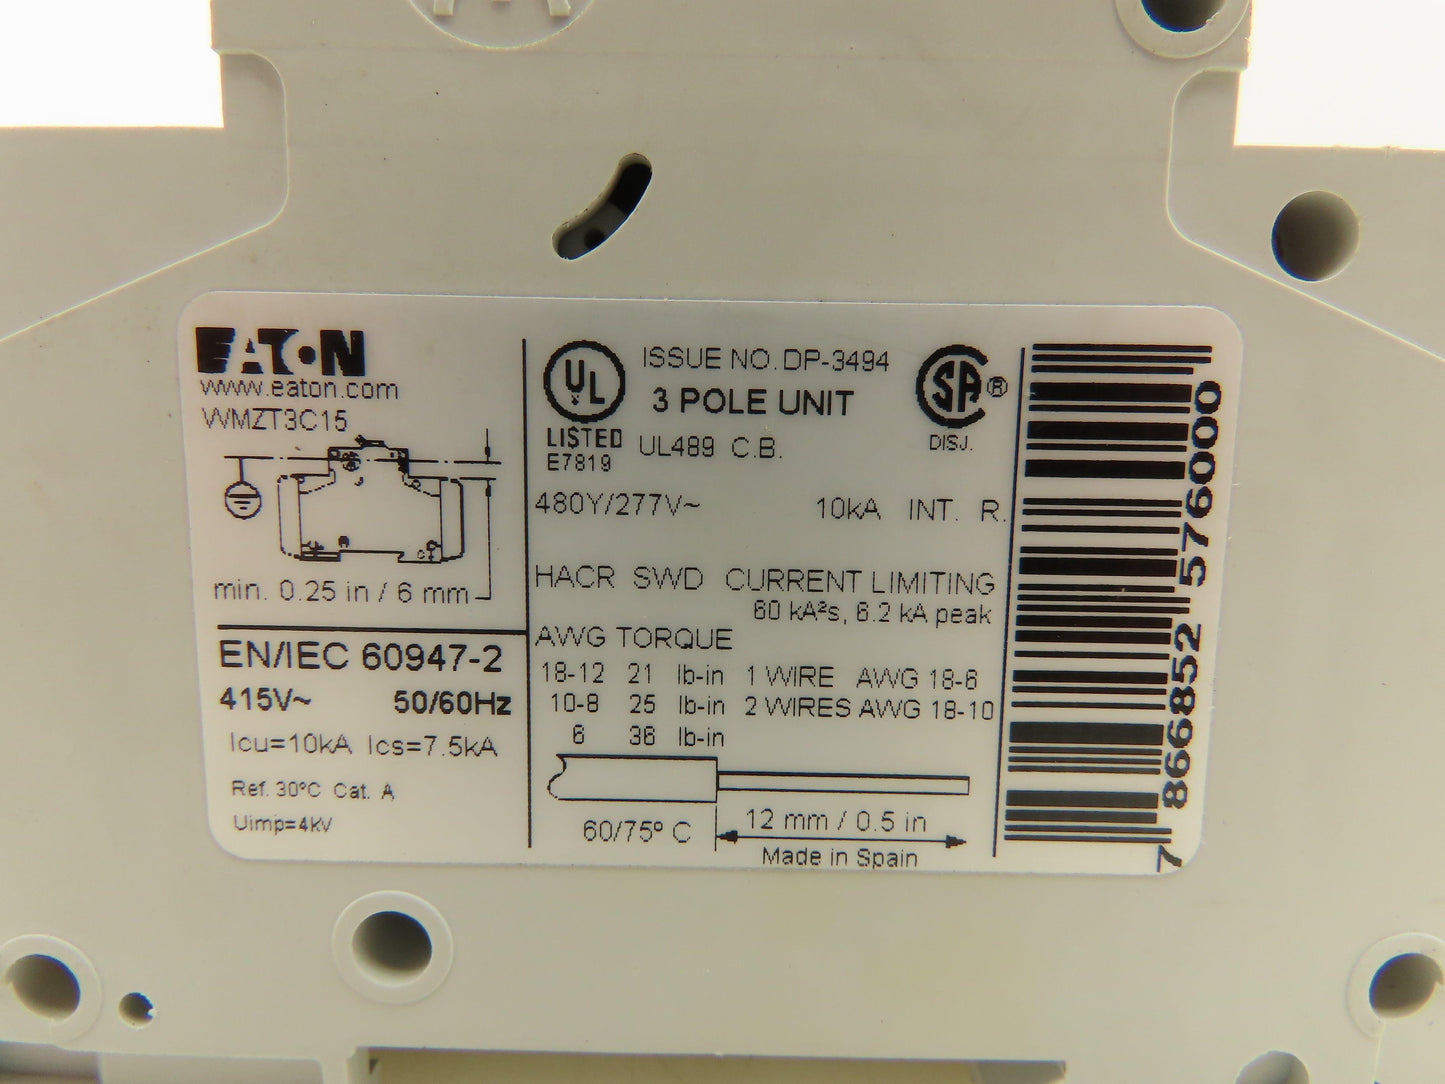 EATON
www.eaton.com
WMZT3C15
min. 0.25 in / 6 mm
EN/IEC 60947-2
415V~ 50/60Hz
Icu=10kA Ics=7.5kA
Ref. 30°C Cat. A
Uimp=4kV
UL
LISTED
E7819
ISSUE NO. DP-3494
3 POLE UNIT
UL489 C.B.
SA ®
DISJ.
480Y/277V~ 10kA INT. R.
HACR SWD CURRENT LIMITING
60 kA²s, 6.2 kA peak
AWG TORQUE
18-12 21 lb-in 1 WIRE AWG 18-6
10-8 25 lb-in 2 WIRES AWG 18-10
6 36 lb-in
60/75º C
12 mm / 0.5 in
Made in Spain
7 866852 576000